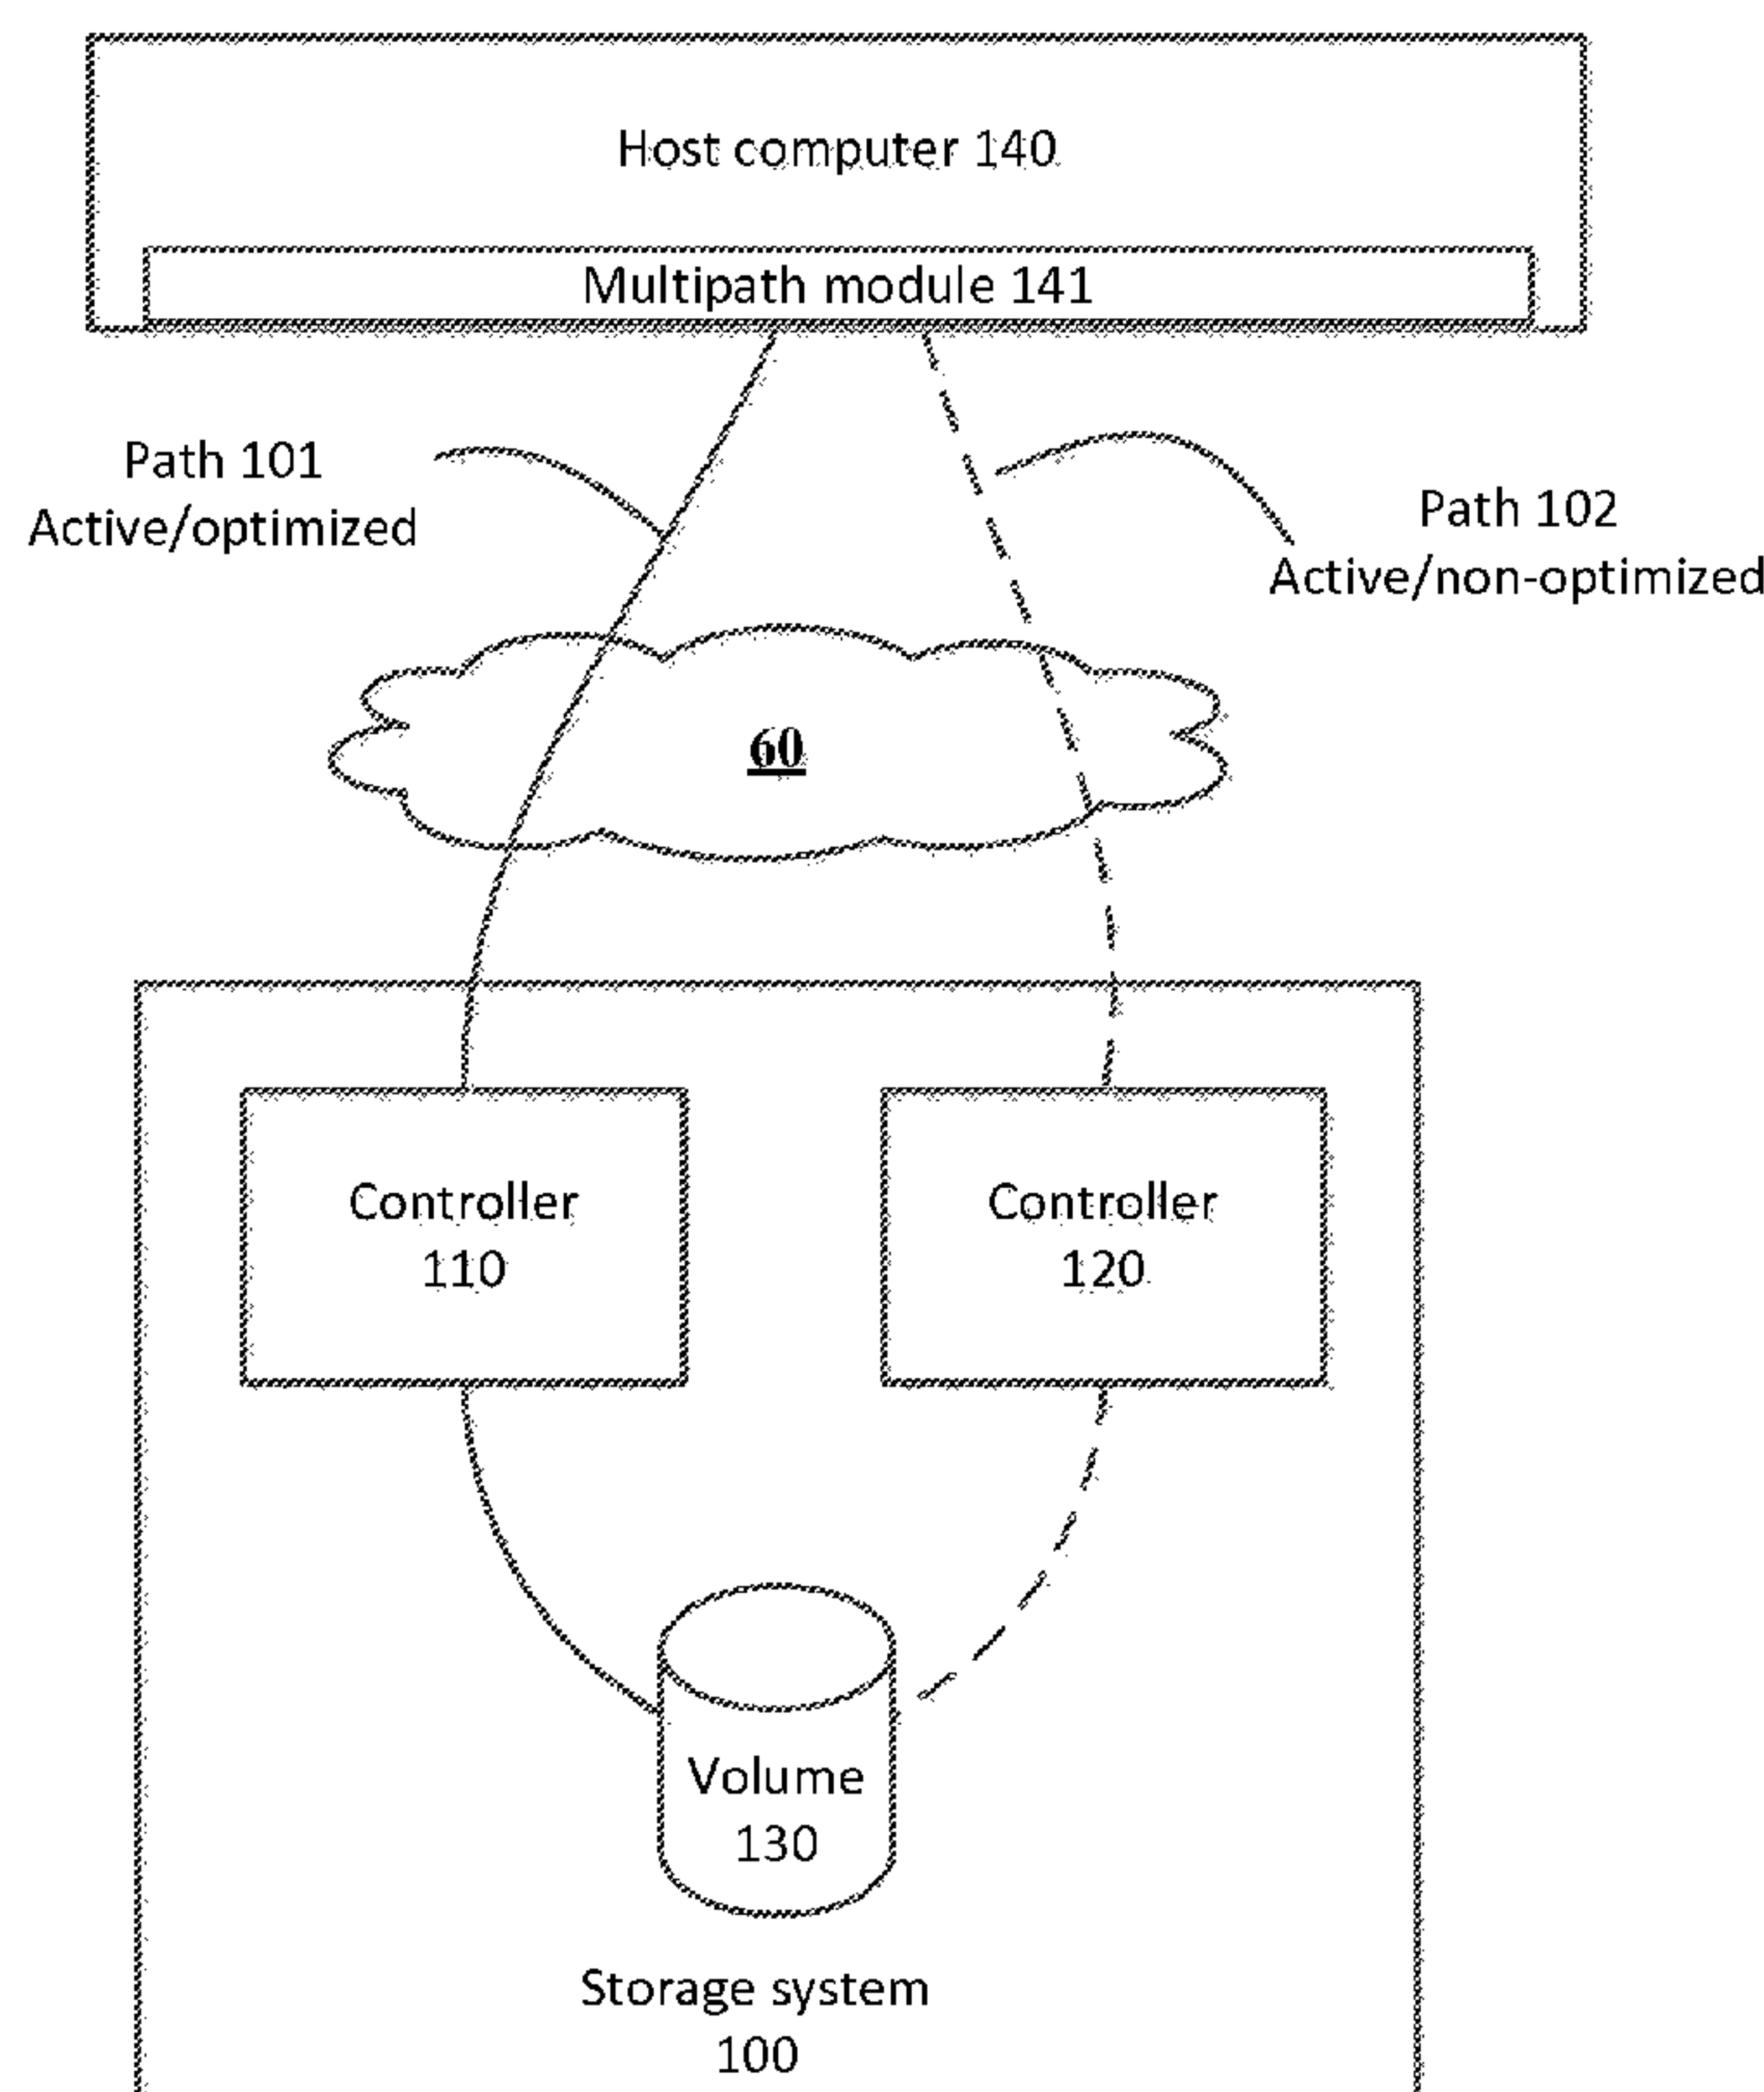 Host computer 140
Multipath module 141
Path 101
Active/optimized
Path 102
Active/non-optimized
60
Controller
110
Controller
120
Volume
130
Storage system
100